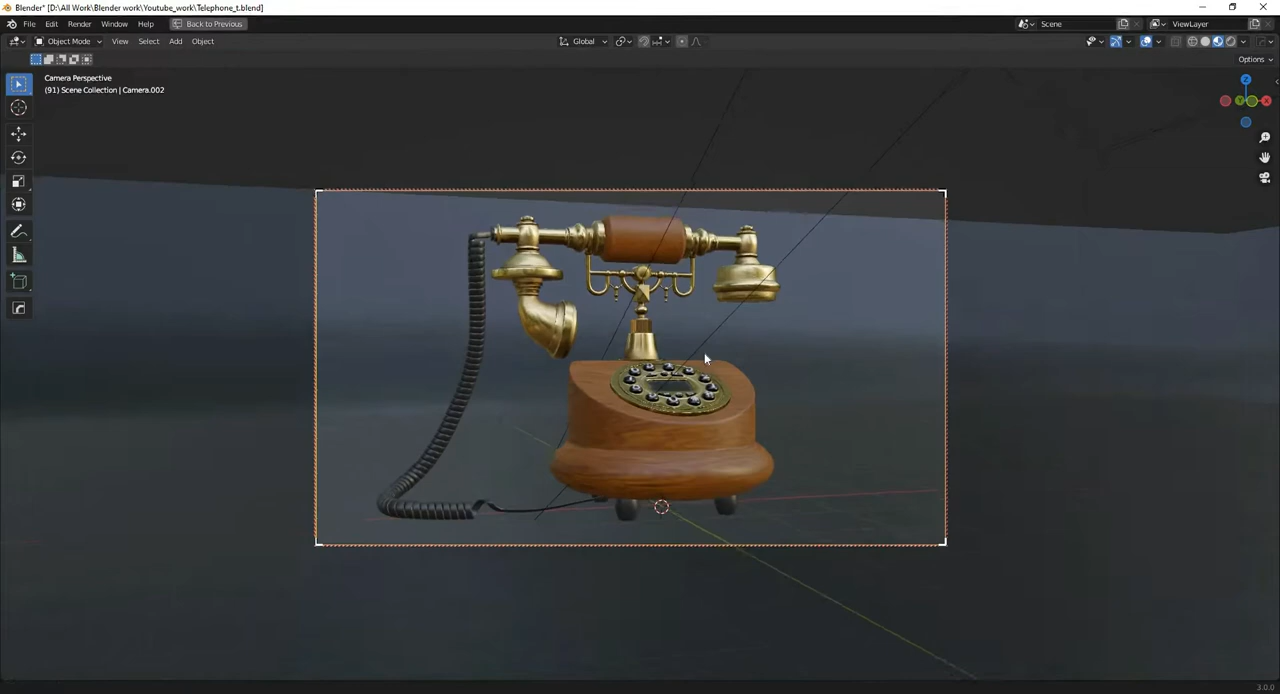 Blender* [D:\All Work\Blender work\Youtube_work\Telephone_t.blend]
File Edit Render Window Help Back to Previous Scene ViewLayer
Object Mode View Select Add Object Global
Options
Camera Perspective
(91) Scene Collection | Camera.002
Z
Y X
3.0.0